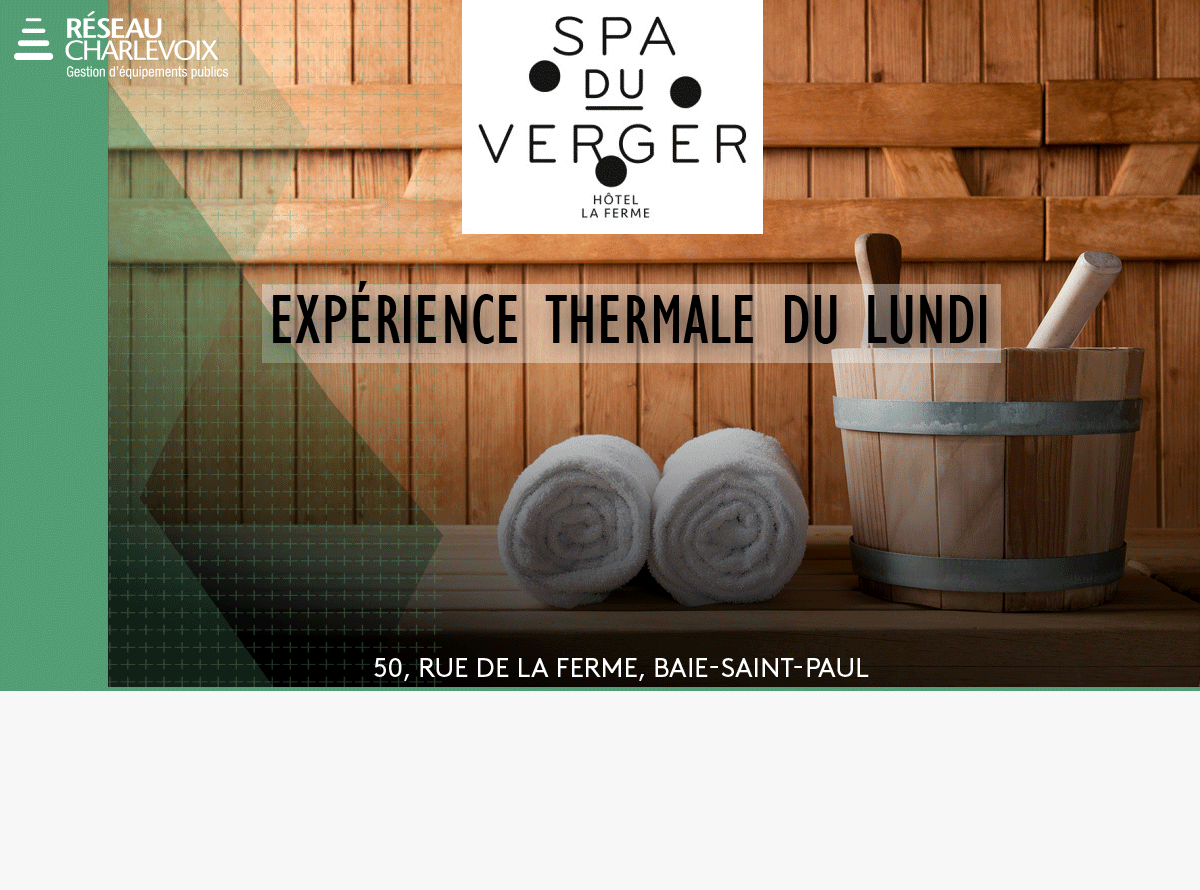 RÉSEAU
CHARLEVOIX
Gestion d'équipements publics
SPA
DU
VERGER
HÔTEL
LA FERME
EXPÉRIENCE THERMALE DU LUNDI
50, RUE DE LA FERME, BAIE-SAINT-PAUL